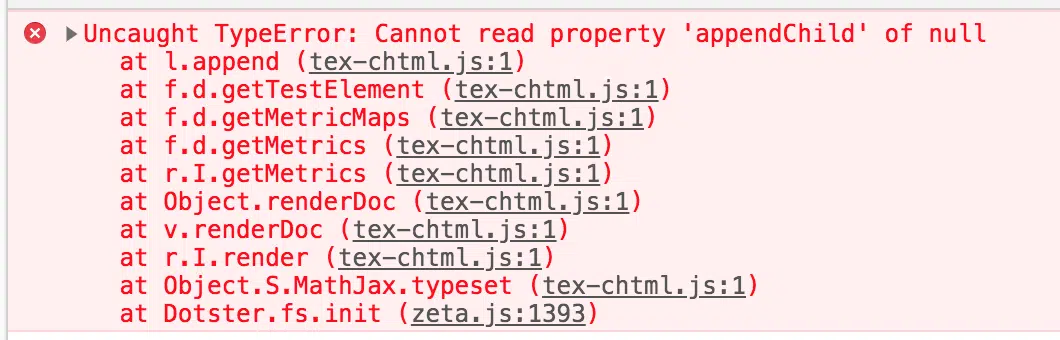 Uncaught TypeError: Cannot read property 'appendChild' of null
at l.append (tex-chtml.js:1)
at f.d.getTestElement (tex-chtml.js:1)
at f.d.getMetricMaps (tex-chtml.js:1)
at f.d.getMetrics (tex-chtml.js:1)
at r.I.getMetrics (tex-chtml.js:1)
at Object.renderDoc (tex-chtml.js:1)
at v.renderDoc (tex-chtml.js:1)
at r.I.render (tex-chtml.js:1)
at Object.S.MathJax.typeset (tex-chtml.js:1)
at Dotster.fs.init (zeta.js:1393)